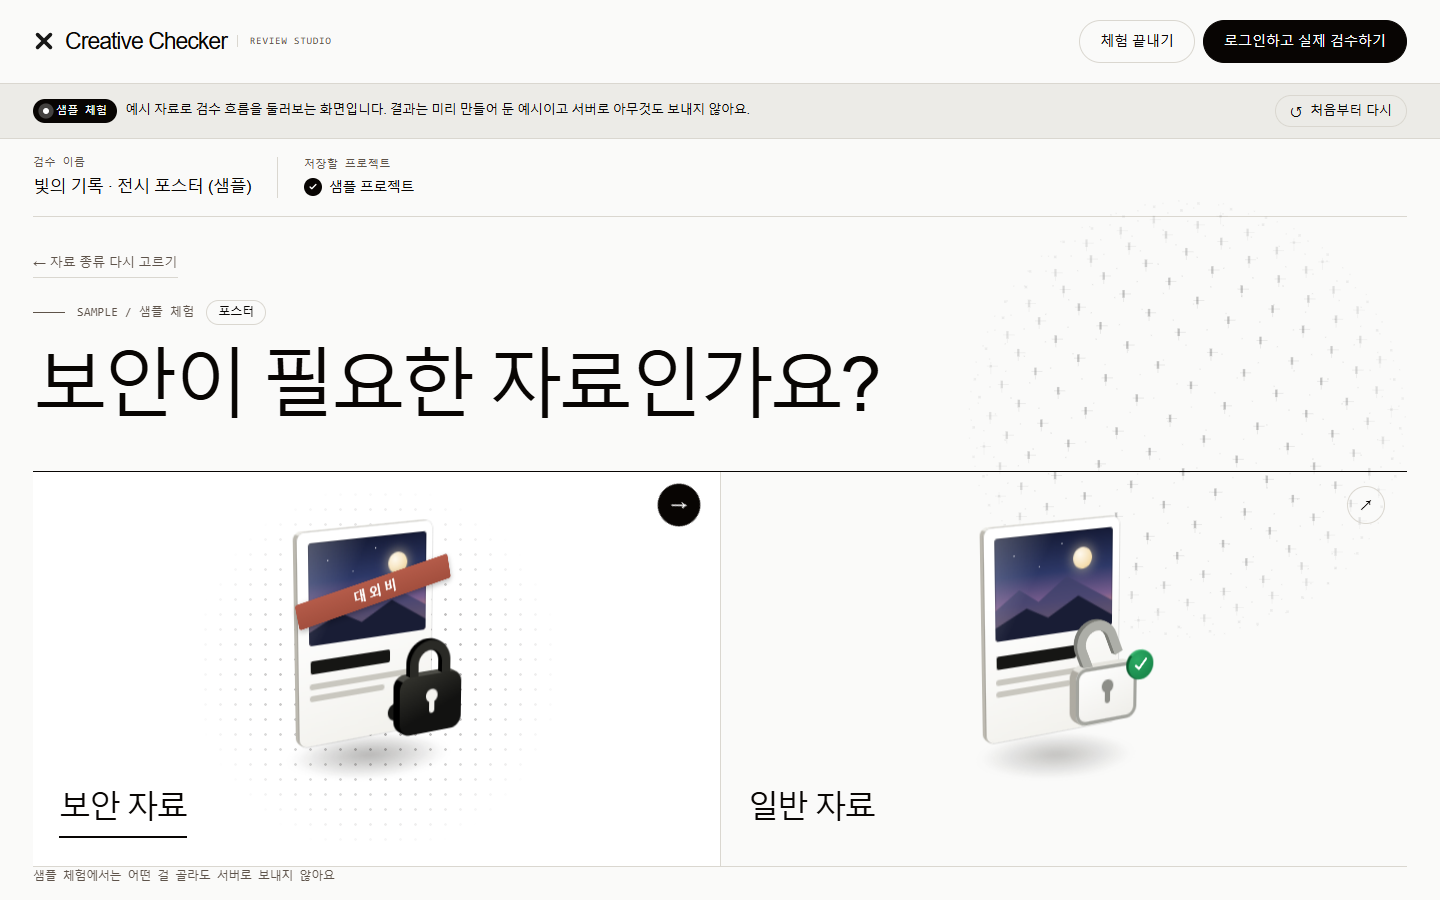 Creative Checker
REVIEW STUDIO
체험 끝내기
로그인하고 실제 검수하기
샘플 체험
예시 자료로 검수 흐름을 둘러보는 화면입니다. 결과는 미리 만들어 둔 예시이고 서버로 아무것도 보내지 않아요.
↺ 처음부터 다시
검수 이름
빛의 기록 · 전시 포스터 (샘플)
저장할 프로젝트
샘플 프로젝트
← 자료 종류 다시 고르기
SAMPLE / 샘플 체험
포스터
보안이 필요한 자료인가요?
→
대외비
보안 자료
↗
일반 자료
샘플 체험에서는 어떤 걸 골라도 서버로 보내지 않아요